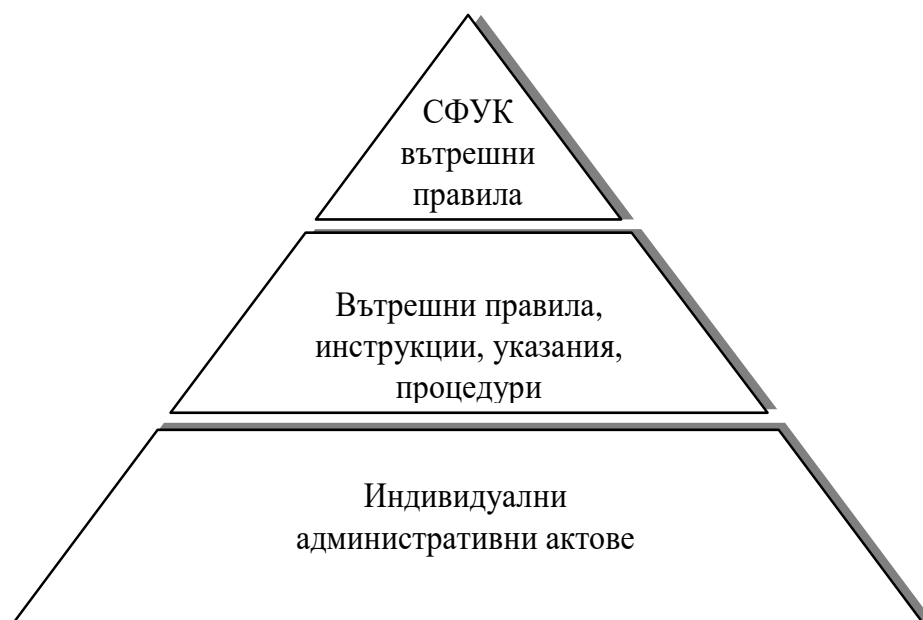 СФУК
вътрешни
правила
Вътрешни правила,
инструкции, указания,
процедури
Индивидуални
административни актове